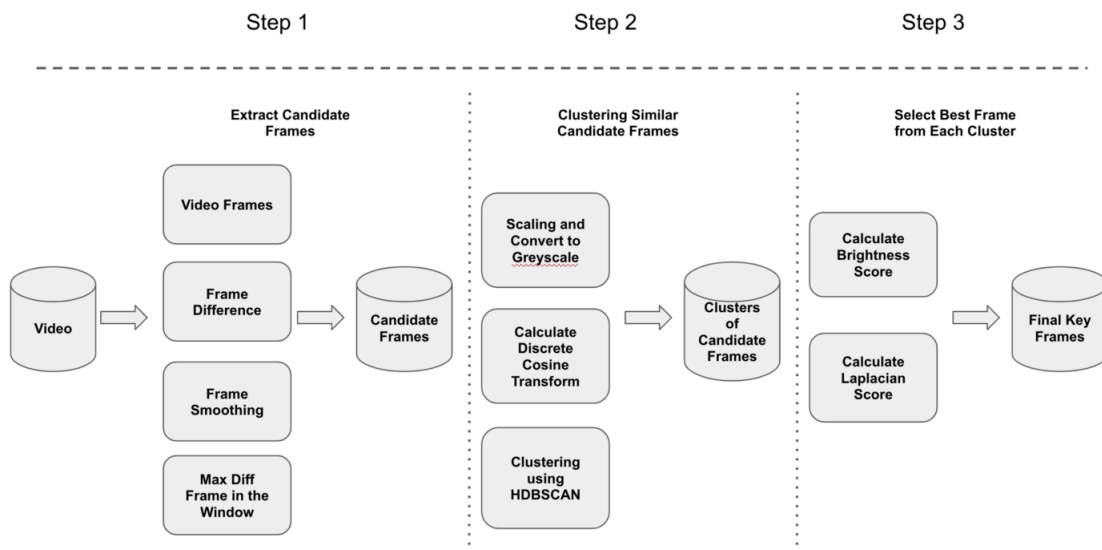 Step 1
Step 2
Step 3
Extract Candidate
Frames
Clustering Similar
Candidate Frames
Select Best Frame
from Each Cluster
Video
Video Frames
Frame
Difference
Frame
Smoothing
Max Diff
Frame in the
Window
Candidate
Frames
Scaling and
Convert to
Greyscale
Calculate
Discrete
Cosine
Transform
Clustering
using
HDBSCAN
Clusters
of
Candidate
Frames
Calculate
Brightness
Score
Calculate
Laplacian
Score
Final Key
Frames